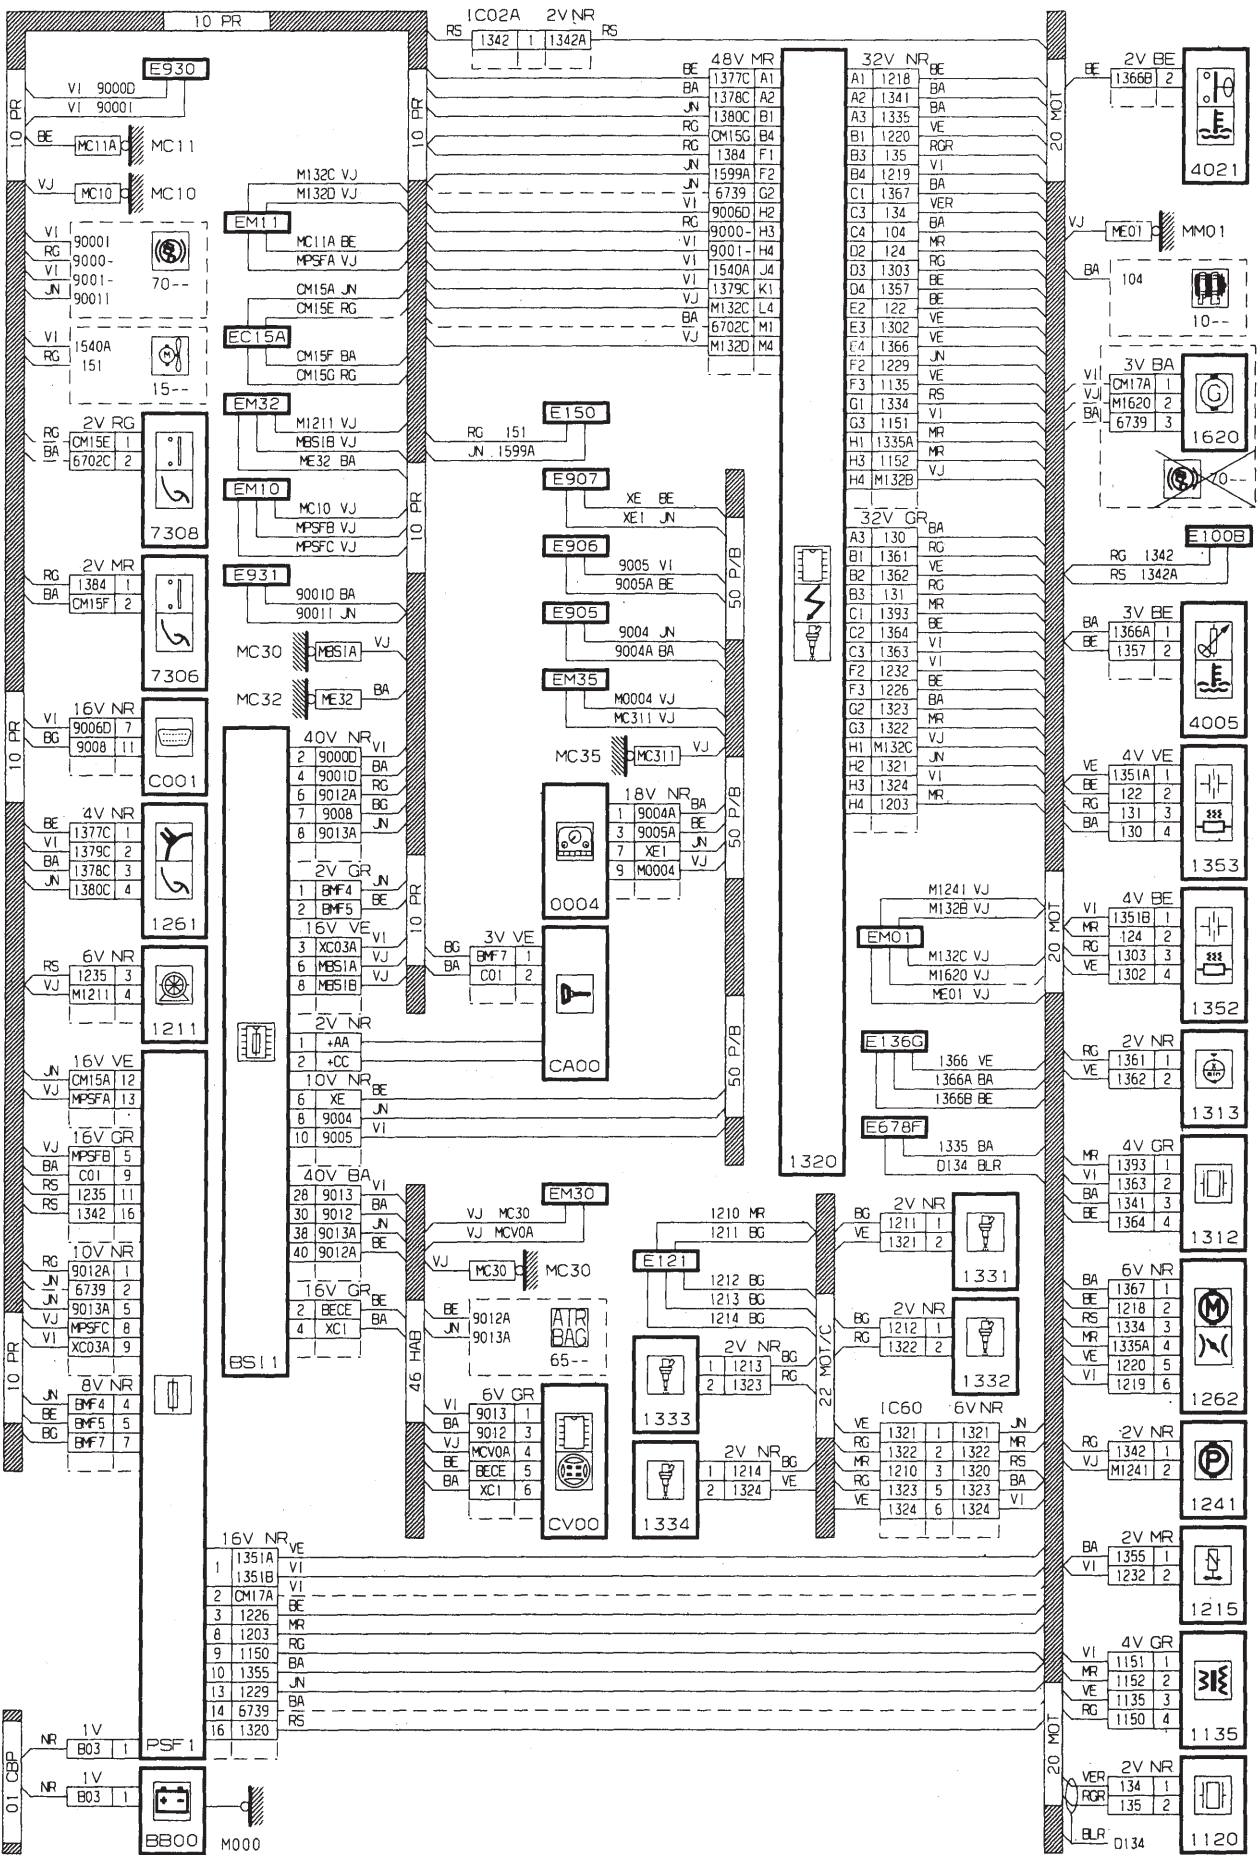 10 PR
1C02A 2V NR
RS 1342 1 1342A RS
E930
VI 9000D
VI 9000I
10 PR
BE MC11A MC11
VJ MC10 MC10
VI 9000I
RG 9000-
VI 9001-
JN 9001I
70--
VI 1540A
RG 151
15--
2V RG
RG CM15E 1
BA 6702C 2
7308
2V MR
RG 1384 1
BA CM15F 2
7306
10 PR
16V NR
VI 9006D 7
BG 9008 11
C001
4V NR
BE 1377C 1
VI 1379C 2
BA 1378C 3
JN 1380C 4
1261
6V NR
RS 1235 3
VJ M1211 4
1211
16V VE
JN CM15A 12
VJ MPSFA 13
16V GR
VJ MPSFB 5
BA C01 9
RS 1235 11
RS 1342 16
10V NR
RG 9012A 1
JN 6739 2
JN 9013A 5
VJ MPSFC 8
VI XC03A 9
10 PR
8V NR
JN BMF4 4
BE BMF5 5
BG BMF7 7
01 CBP
1V
NR B03 1
PSF1
1V
NR B03 1
BB00
M000
M132C VJ
M132D VJ
EM11
MC11A BE
MPSFA VJ
CM15A JN
CM15E RG
EC15A
CM15F BA
CM15G RG
EM32
M1211 VJ
MBS1B VJ
ME32 BA
EM10
MC10 VJ
MPSFB VJ
MPSFC VJ
E931
9001D BA
9001I JN
10 PR
10 PR
MC30 MBS1A VJ
MC32 ME32 BA
40V NR
2 9000D VI
4 9001D BA
6 9012A RG
7 9008 BG
8 9013A JN
2V GR
1 BMF4 JN
2 BMF5 BE
10 PR
16V VE
3 XC03A VI
6 MBS1A VJ
8 MBS1B VJ
2V NR
1 +AA
2 +CC
10V NR
6 XE BE
8 9004 JN
10 9005 VI
40V BA
28 9013 VI
30 9012 BA
38 9013A JN
40 9012A BE
16V GR
2 BECE BE
4 XC1 BA
BSI1
46 HAB
16V NR
1 1351A VE
1351B VI
2 CM17A VI
3 1226 BE
8 1203 MR
9 1150 RG
10 1355 BA
13 1229 JN
14 6739 BA
16 1320 RS
48V MR
BE 1377C A1
BA 1378C A2
JN 1380C B1
RG CM15G B4
RG 1384 F1
JN 1599A F2
JN 6739 G2
VI 9006D H2
RG 9000- H3
VI 9001- H4
VI 1540A J4
VI 1379C K1
VJ M132C L4
BA 6702C M1
VJ M132D M4
E150
RG 151
JN 1599A
E907
XE BE
XE1 JN
E906
9005 VI
9005A BE
50 P/B
E905
9004 JN
9004A BA
EM35
M0004 VJ
MC311 VJ
MC35 MC311 VJ
18V NR
1 9004A BA
3 9005A BE
7 XE1 JN
9 M0004 VJ
0004
50 P/B
3V VE
BG BMF7 1
BA C01 2
CA00
50 P/B
EM30
VJ MC30
VJ MCV0A
VJ MC30 MC30
BE 9012A
JN 9013A
AIR BAG
65--
6V GR
VI 9013 1
BA 9012 3
VJ MCV0A 4
BE BECE 5
BA XC1 6
CV00
32V NR
A1 1218 BE
A2 1341 BA
A3 1335 BA
B1 1220 VE
B3 135 RGR
B4 1219 VI
C1 1367 BA
C3 134 VER
C4 104 BA
D2 124 MR
D3 1303 RG
D4 1357 BE
E2 122 BE
E3 1302 VE
E4 1366 VE
F2 1229 JN
F3 1135 VE
G1 1334 RS
G3 1151 VI
H1 1335A MR
H3 1152 MR
H4 M132B VJ
32V GR
A3 130 BA
B1 1361 RG
B2 1362 VE
B3 131 RG
C1 1393 MR
C2 1364 BE
C3 1363 VI
F2 1232 VI
F3 1226 BE
G2 1323 BA
G3 1322 MR
H1 M132C VJ
H2 1321 JN
H3 1324 VI
H4 1203 MR
1320
M1241 VJ
M132B VJ
EM01
M132C VJ
M1620 VJ
ME01 VJ
E136G
1366 VE
1366A BA
1366B BE
E678F
1335 BA
D134 BLR
1210 MR
1211 BG
E121
1212 BG
1213 BG
1214 BG
22 MOT/C
2V NR
BG 1211 1
VE 1321 2
1331
2V NR
BG 1212 1
RG 1322 2
1332
2V NR
1 1213 BG
2 1323 RG
1333
2V NR
1 1214 BG
2 1324 VE
1334
1C60 6V NR
VE 1321 1 1321 JN
RG 1322 2 1322 MR
MR 1210 3 1320 RS
RG 1323 5 1323 BA
VE 1324 6 1324 VI
20 MOT
2V BE
BE 1366B 2
4021
VJ ME01 MM01
BA 104
10--
3V BA
VI CM17A 1
VJ M1620 2
BA 6739 3
G
1620
70--
E100B
RG 1342
RS 1342A
3V BE
BA 1366A 1
BE 1357 2
4005
4V VE
VE 1351A 1
BE 122 2
RG 131 3
BA 130 4
1353
20 MOT
4V BE
VI 1351B 1
MR 124 2
RG 1303 3
VE 1302 4
1352
2V NR
RG 1361 1
VE 1362 2
1313
4V GR
MR 1393 1
VI 1363 2
BA 1341 3
BE 1364 4
1312
6V NR
BA 1367 1
BE 1218 2
RS 1334 3
MR 1335A 4
VE 1220 5
VI 1219 6
M
1262
2V NR
RG 1342 1
VJ M1241 2
P
1241
2V MR
BA 1355 1
VI 1232 2
1215
4V GR
VI 1151 1
MR 1152 2
VE 1135 3
RG 1150 4
1135
20 MOT
2V NR
VER 134 1
RGR 135 2
BLR D134
1120